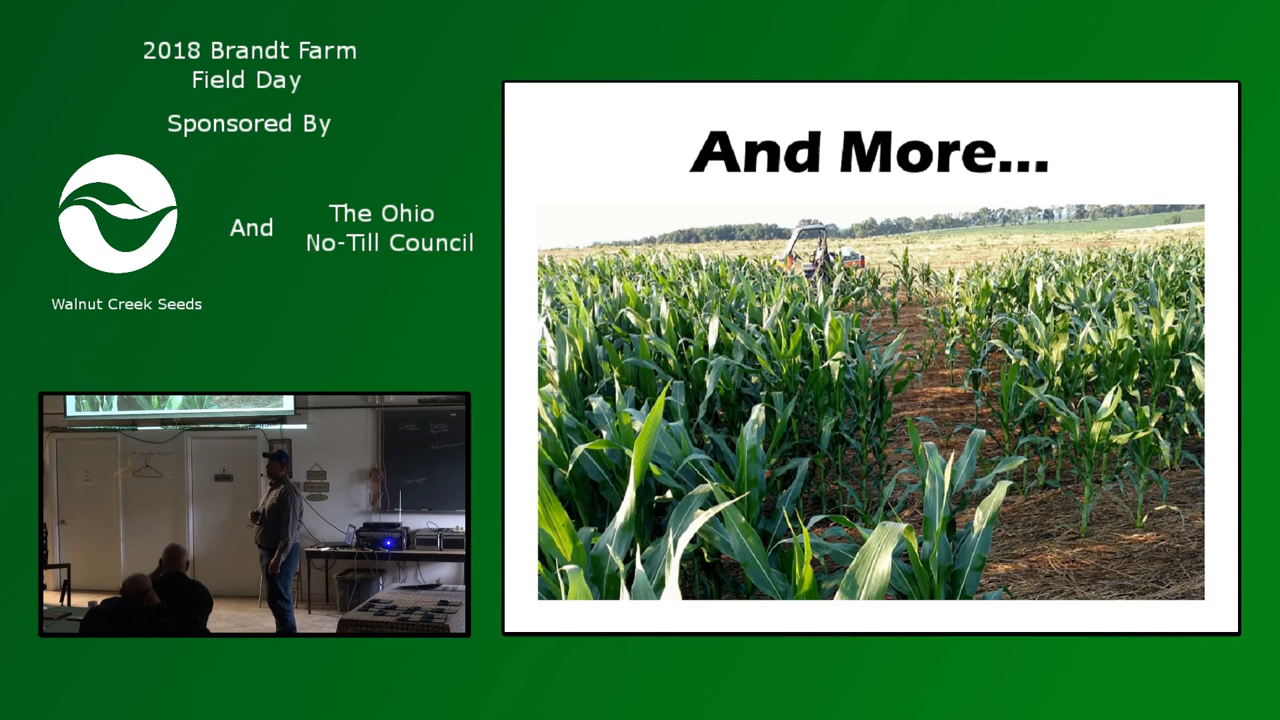 2018 Brandt Farm
Field Day
Sponsored By
And
The Ohio
No-Till Council
Walnut Creek Seeds
And More...